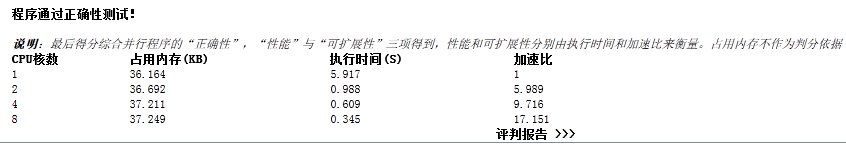 程序通过正确性测试!
说明: 最后得分综合并行程序的“正确性”, “性能”与“可扩展性”三项得到, 性能和可扩展性分别由执行时间和加速比来衡量。占用内存不作为判分依据
CPU核数 占用内存(KB) 执行时间(S) 加速比
1 36.164 5.917 1
2 36.692 0.988 5.989
4 37.211 0.609 9.716
8 37.249 0.345 17.151
评判报告 >>>